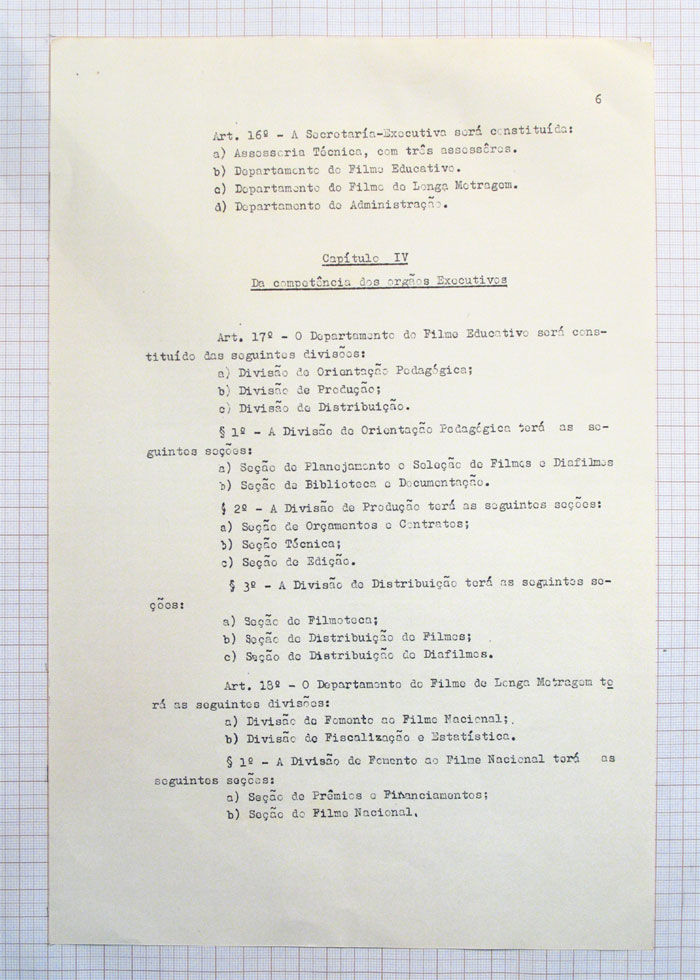 6
Art. 16º - A Secretaría-Executiva será constituída:
a) Assessoria Técnica, com três assessôres.
b) Departamento do Filme Educativo.
c) Departamento do Filme de Longa Metragem.
d) Departamento de Administração.
Capítulo IV
Da competência dos orgãos Executivos
Art. 17º - O Departamento do Filme Educativo será cons-
tituído das seguintes divisões:
a) Divisão de Orientação Pedagógica;
b) Divisão de Produção;
c) Divisão de Distribuição.
§ 1º - A Divisão de Orientação Pedagógica terá as se-
guintes seções:
a) Seção de Planejamento e Seleção de Filmes e Diafilmes
b) Seção de Biblioteca e Documentação.
§ 2º - A Divisão de Produção terá as seguintes seções:
a) Seção de Orçamentos e Contratos;
b) Seção Técnica;
c) Seção de Edição.
§ 3º - A Divisão de Distribuição terá as seguintes se-
ções:
a) Seção de Filmoteca;
b) Seção de Distribuição de Filmes;
c) Seção de Distribuição de Diafilmes.
Art. 18º - O Departamento do Filme de Longa Metragem te
rá as seguintes divisões:
a) Divisão de Fomento ao Filme Nacional;
b) Divisão de Fiscalização e Estatística.
§ 1º - A Divisão de Fomento ao Filme Nacional terá as
seguintes seções:
a) Seção de Prêmios e Financiamentos;
b) Seção do Filme Nacional.